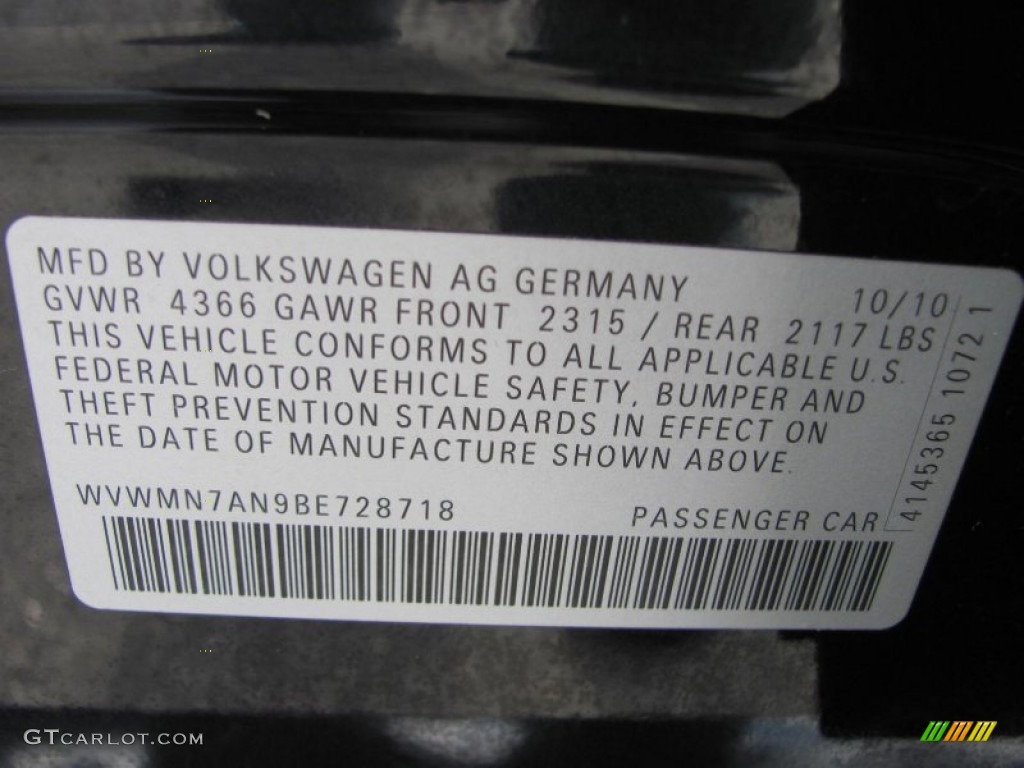 MFD BY VOLKSWAGEN AG GERMANY 10/10
GVWR 4366 GAWR FRONT 2315 / REAR 2117 LBS
THIS VEHICLE CONFORMS TO ALL APPLICABLE U.S.
FEDERAL MOTOR VEHICLE SAFETY, BUMPER AND
THEFT PREVENTION STANDARDS IN EFFECT ON
THE DATE OF MANUFACTURE SHOWN ABOVE.
WVWMN7AN9BE728718
PASSENGER CAR
4145365 1072 1
GTCARLOT.COM